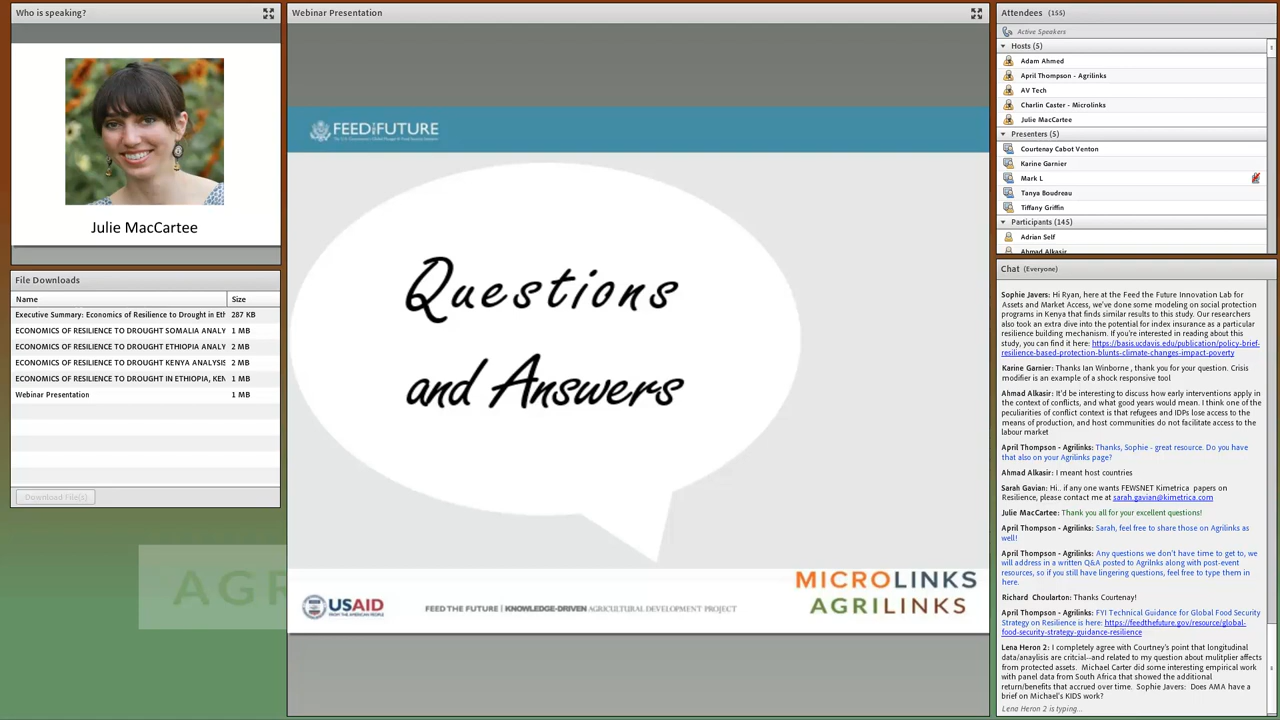 Who is speaking?
Julie MacCartee
File Downloads
Name Size
Executive Summary: Economics of Resilience to Drought in Eth 287 KB
ECONOMICS OF RESILIENCE TO DROUGHT SOMALIA ANALY 1 MB
ECONOMICS OF RESILIENCE TO DROUGHT ETHIOPIA ANALY 2 MB
ECONOMICS OF RESILIENCE TO DROUGHT KENYA ANALYSIS 2 MB
ECONOMICS OF RESILIENCE TO DROUGHT IN ETHIOPIA, KEN 1 MB
Webinar Presentation 1 MB
Download File(s)
AGR
Webinar Presentation
FEED THE FUTURE
Questions
and Answers
USAID
FROM THE AMERICAN PEOPLE
FEED THE FUTURE | KNOWLEDGE-DRIVEN AGRICULTURAL DEVELOPMENT PROJECT
MICROLINKS
AGRILINKS
Attendees (155)
Active Speakers
Hosts (5)
Adam Ahmed
April Thompson - Agrilinks
AV Tech
Charlin Caster - Microlinks
Julie MacCartee
Presenters (5)
Courtenay Cabot Venton
Karine Garnier
Mark L
Tanya Boudreau
Tiffany Griffin
Participants (145)
Adrian Self
Ahmad Alkasir
Chat (Everyone)
Sophie Javers: Hi Ryan, here at the Feed the Future Innovation Lab for
Assets and Market Access, we've done some modeling on social protection
programs in Kenya that finds similar results to this study. Our researchers
also took an extra dive into the potential for index insurance as a particular
resilience building mechanism. If you're interested in reading about this
study, you can find it here: https://basis.ucdavis.edu/publication/policy-brief-
resilience-based-protection-blunts-climate-changes-impact-poverty
Karine Garnier: Thanks Ian Winborne , thank you for your question. Crisis
modifier is an example of a shock responsive tool
Ahmad Alkasir: It'd be interesting to discuss how early interventions apply in
the context of conflicts, and what good years would mean. I think one of the
peculiarities of conflict context is that refugees and IDPs lose access to the
means of production, and host communities do not facilitate access to the
labour market
April Thompson - Agrilinks: Thanks, Sophie - great resource. Do you have
that also on your Agrilinks page?
Ahmad Alkasir: I meant host countries
Sarah Gavian: Hi.. if any one wants FEWSNET Kimetrica papers on
Resilience, please contact me at sarah.gavian@kimetrica.com
Julie MacCartee: Thank you all for your excellent questions!
April Thompson - Agrilinks: Sarah, feel free to share those on Agrilinks as
well!
April Thompson - Agrilinks: Any questions we don't have time to get to, we
will address in a written Q&A posted to Agrilnks along with post-event
resources, so if you still have lingering questions, feel free to type them in
here.
Richard Choularton: Thanks Courtenay!
April Thompson - Agrilinks: FYI Technical Guidance for Global Food Security
Strategy on Resilience is here: https://feedthefuture.gov/resource/global-
food-security-strategy-guidance-resilience
Lena Heron 2: I completely agree with Courtney's point that longitudinal
data/anaylisis are critcial--and related to my question about mulitplier affects
from protected assets. Michael Carter did some interesting empirical work
with panel data from South Africa that showed the additional
return/benefits that accrued over time. Sophie Javers: Does AMA have a
brief on Michael's KIDS work?
Lena Heron 2 is typing...